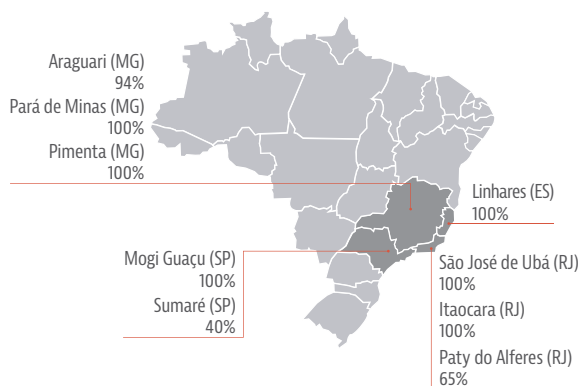 Araguari (MG)
94%
Pará de Minas (MG)
100%
Pimenta (MG)
100%
Linhares (ES)
100%
Mogi Guaçu (SP)
100%
Sumaré (SP)
40%
São José de Ubá (RJ)
100%
Itaocara (RJ)
100%
Paty do Alferes (RJ)
65%